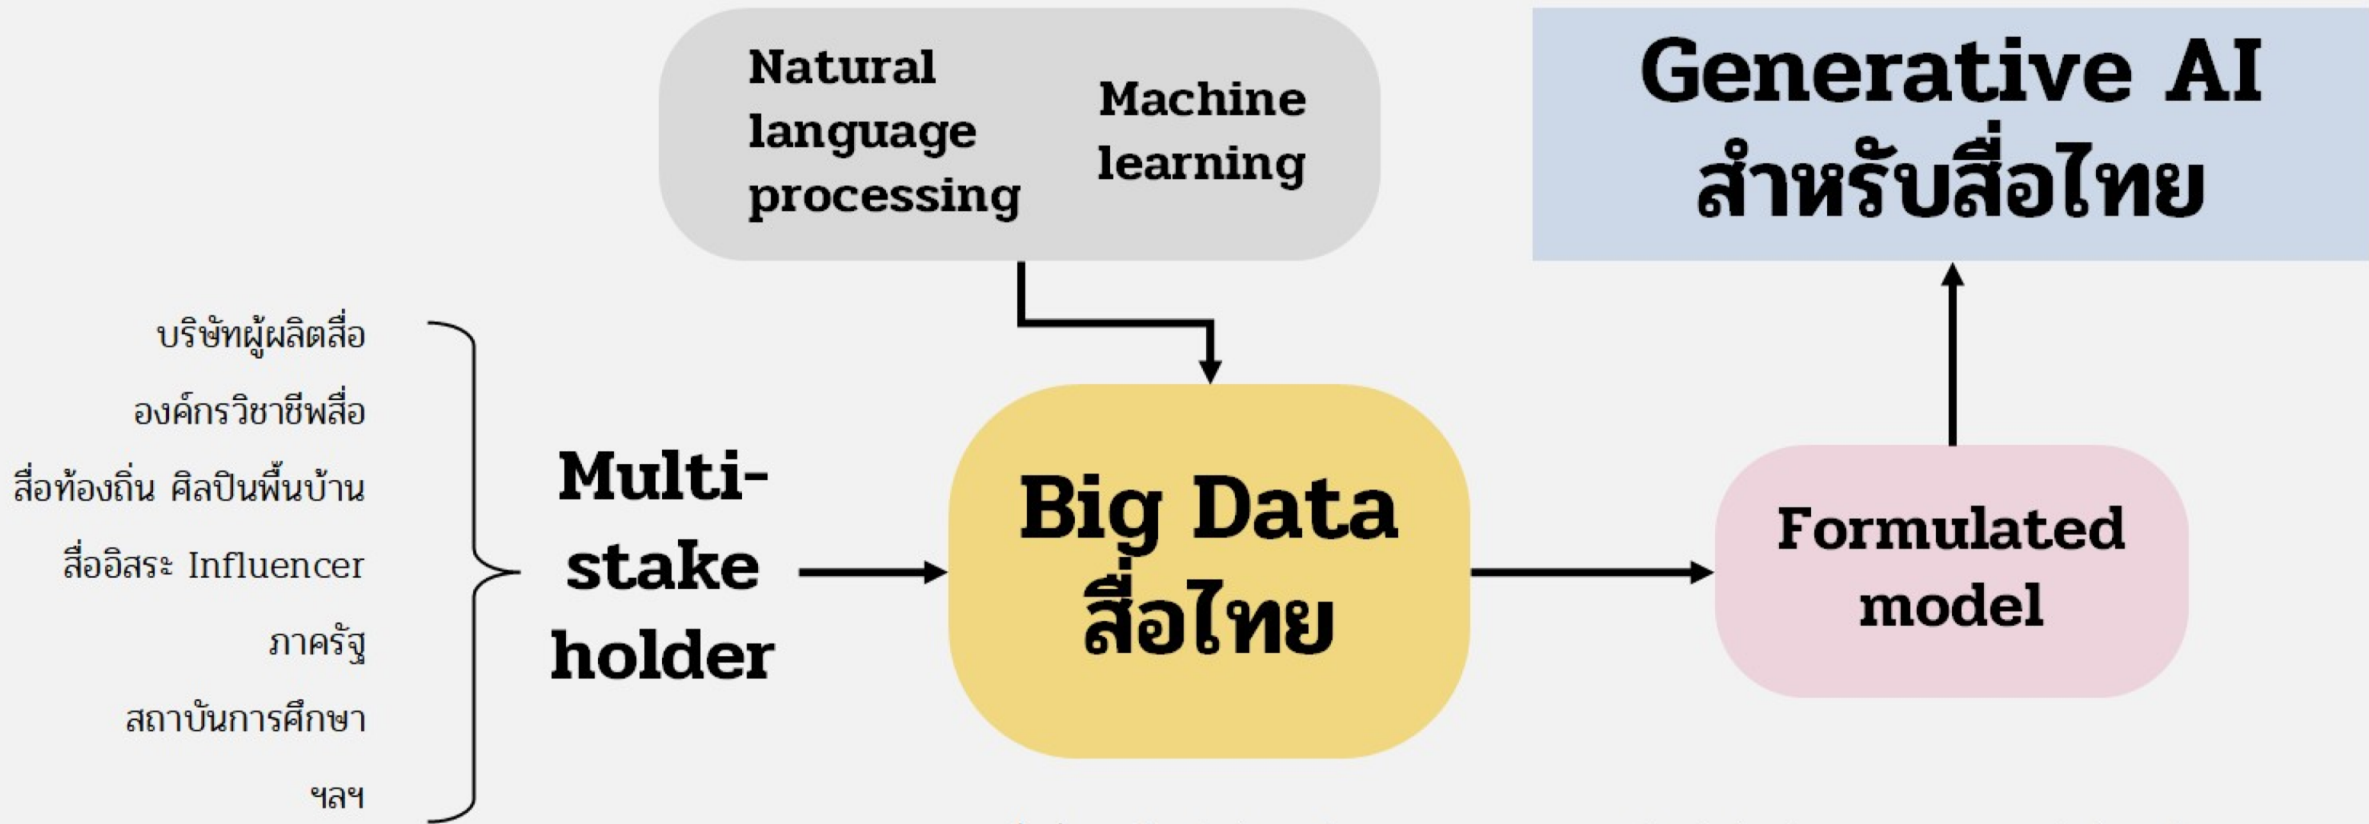 Natural
language
processing
Machine
learning
Generative AI
สำหรับสื่อไทย
บริษัทผู้ผลิตสื่อ
องค์กรวิชาชีพสื่อ
สื่อท้องถิ่น ศิลปินพื้นบ้าน
สื่ออิสระ Influencer
ภาครัฐ
สถาบันการศึกษา
ฯลฯ
Multi-
stake
holder
Big Data
สื่อไทย
Formulated
model